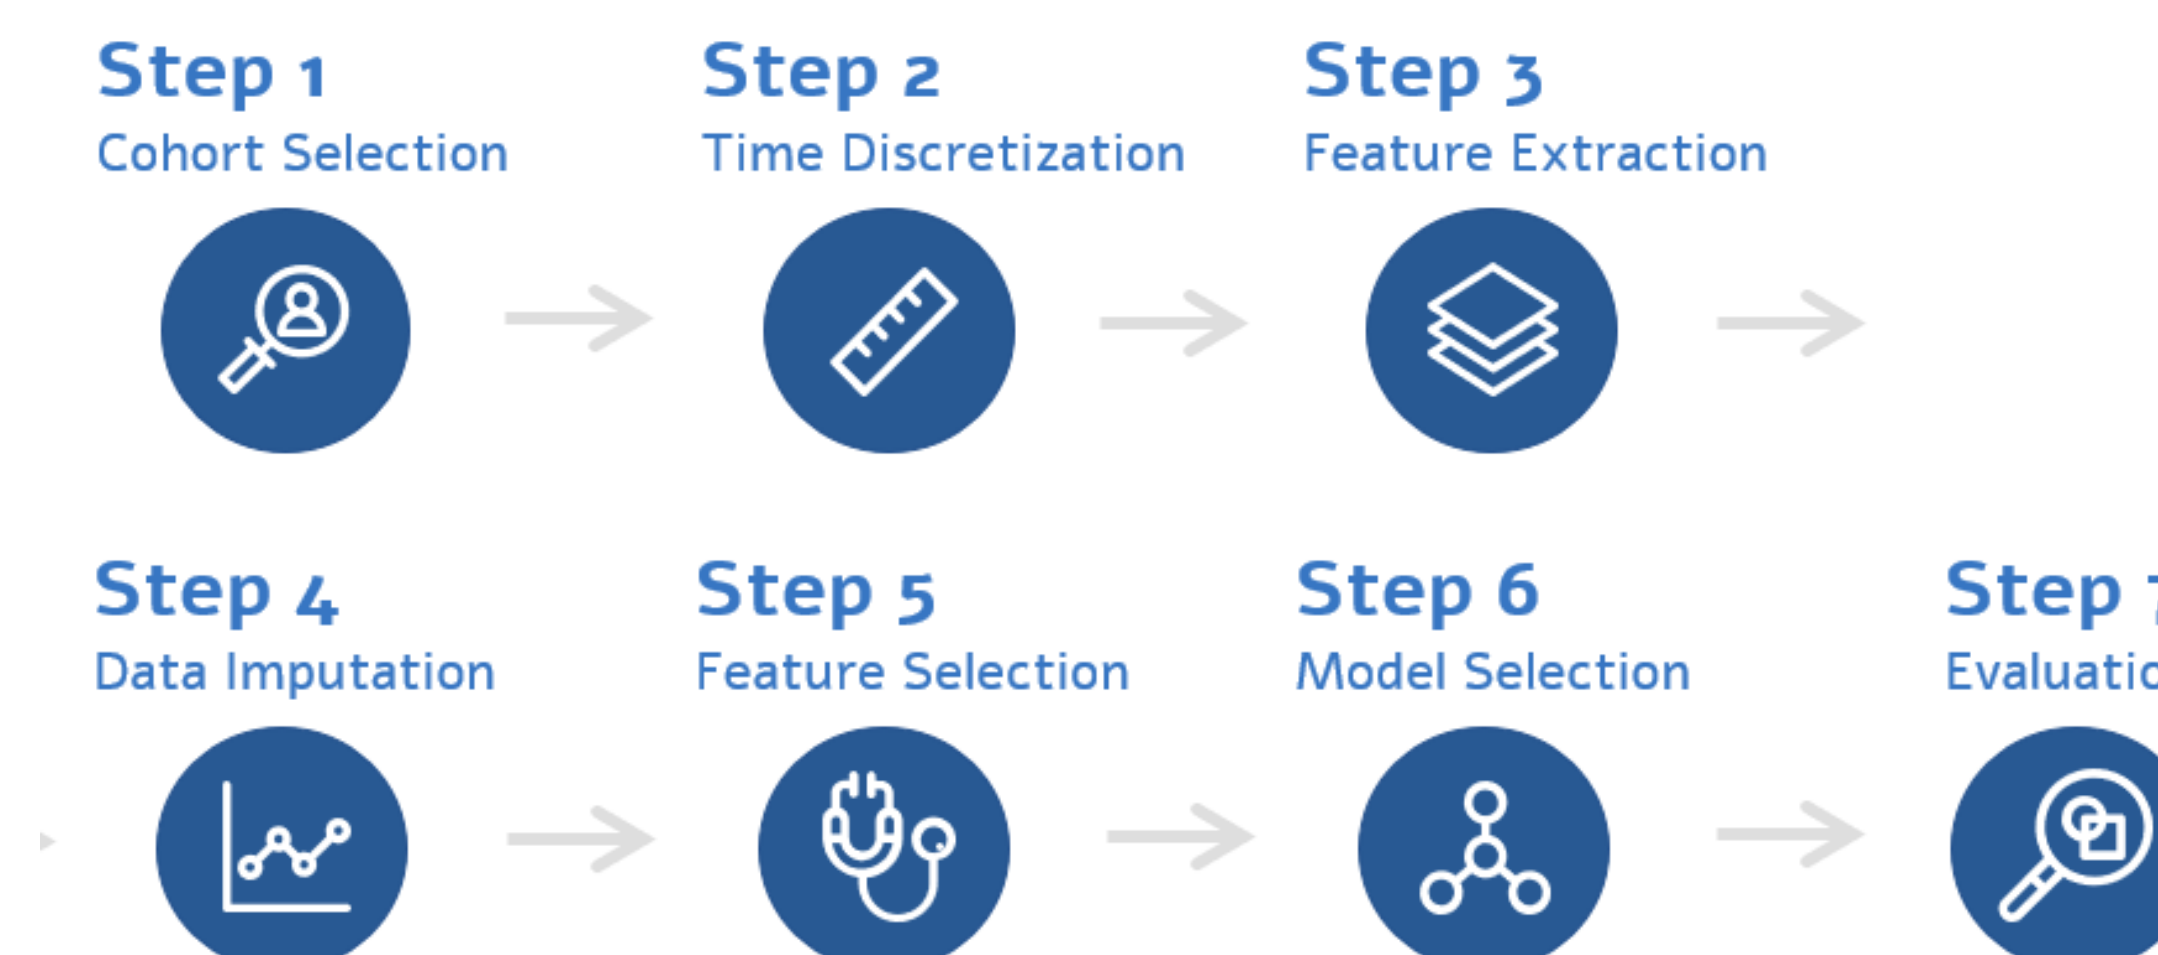 Step 1
Cohort Selection
Step 2
Time Discretization
Step 3
Feature Extraction
Step 4
Data Imputation
Step 5
Feature Selection
Step 6
Model Selection
Step
Evaluatio